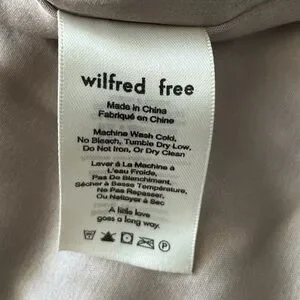 wilfred free
Made in China
Fabriqué en Chine
Machine Wash Cold,
No Bleach, Tumble Dry Low,
Do Not Iron, Or Dry Clean
Laver à La Machine à
L'eau Froide,
Pas De Blanchiment,
Sécher à Basse Température,
Ne Pas Repasser,
Ou Nettoyer à Sec
A little love
goes a long way.
P